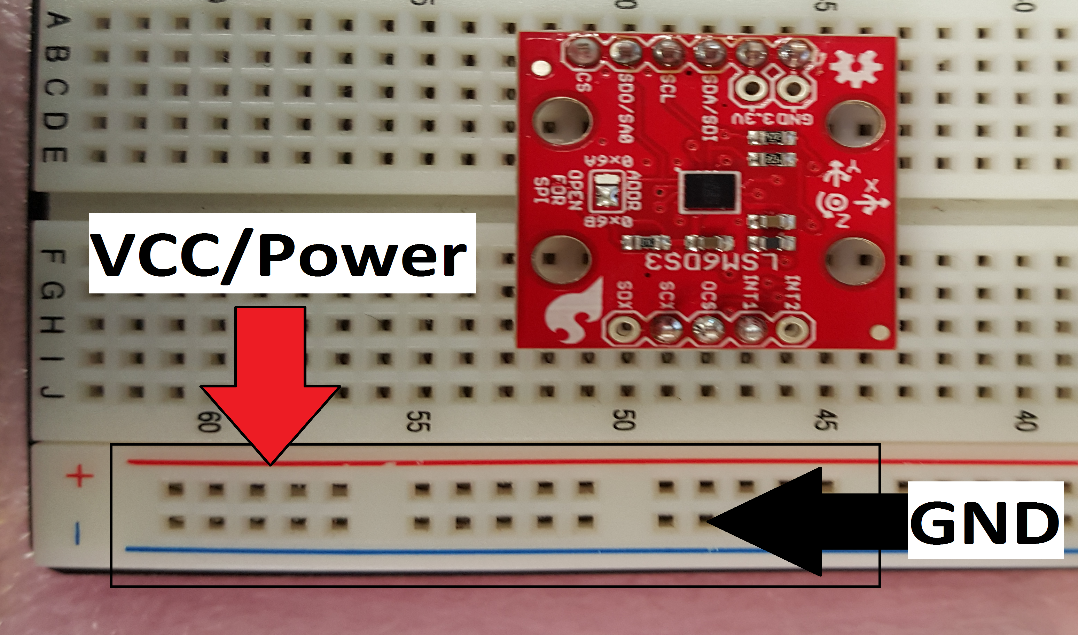 A
B
C
D
E
CS
SDO/SA0
SCL
SDA/SDI
3.3V
GND
0x6A
ADDR
OPEN
FOR
SPI
0x6B
Y
X
Z
LSM6DS3
SDX
SCX
OCS
INT1
INT2
VCC/Power
F
G
H
I
J
60
55
50
45
40
+
-
GND